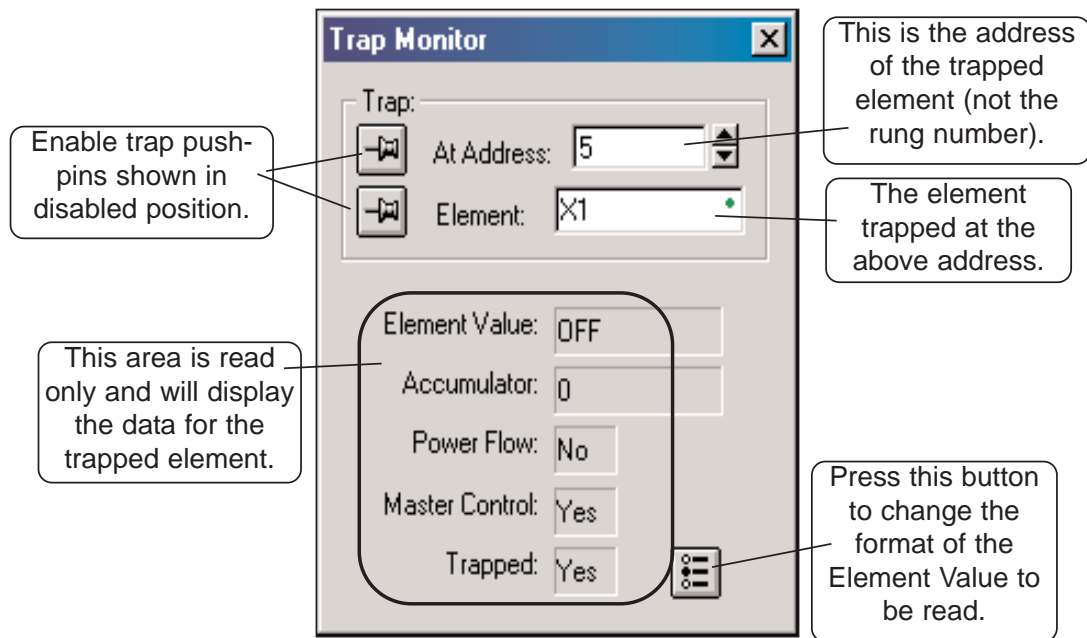 Trap Monitor
Trap:
At Address:
5
Element:
X1
Element Value:
OFF
Accumulator:
0
Power Flow:
No
Master Control:
Yes
Trapped:
Yes
Enable trap push-
pins shown in
disabled position.
This area is read
only and will display
the data for the
trapped element.
This is the address
of the trapped
element (not the
rung number).
The element
trapped at the
above address.
Press this button
to change the
format of the
Element Value to
be read.